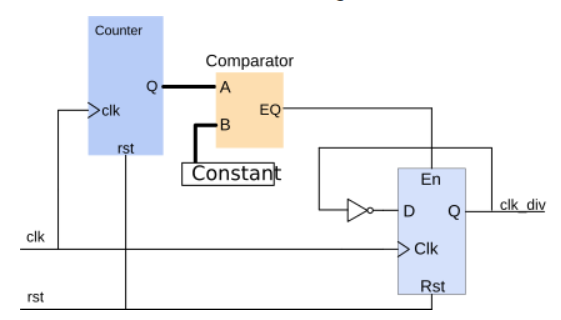 Counter
Comparator
Q
A
clk
EQ
B
rst
Constant
En
D
Q
clk_div
clk
Clk
Rst
rst